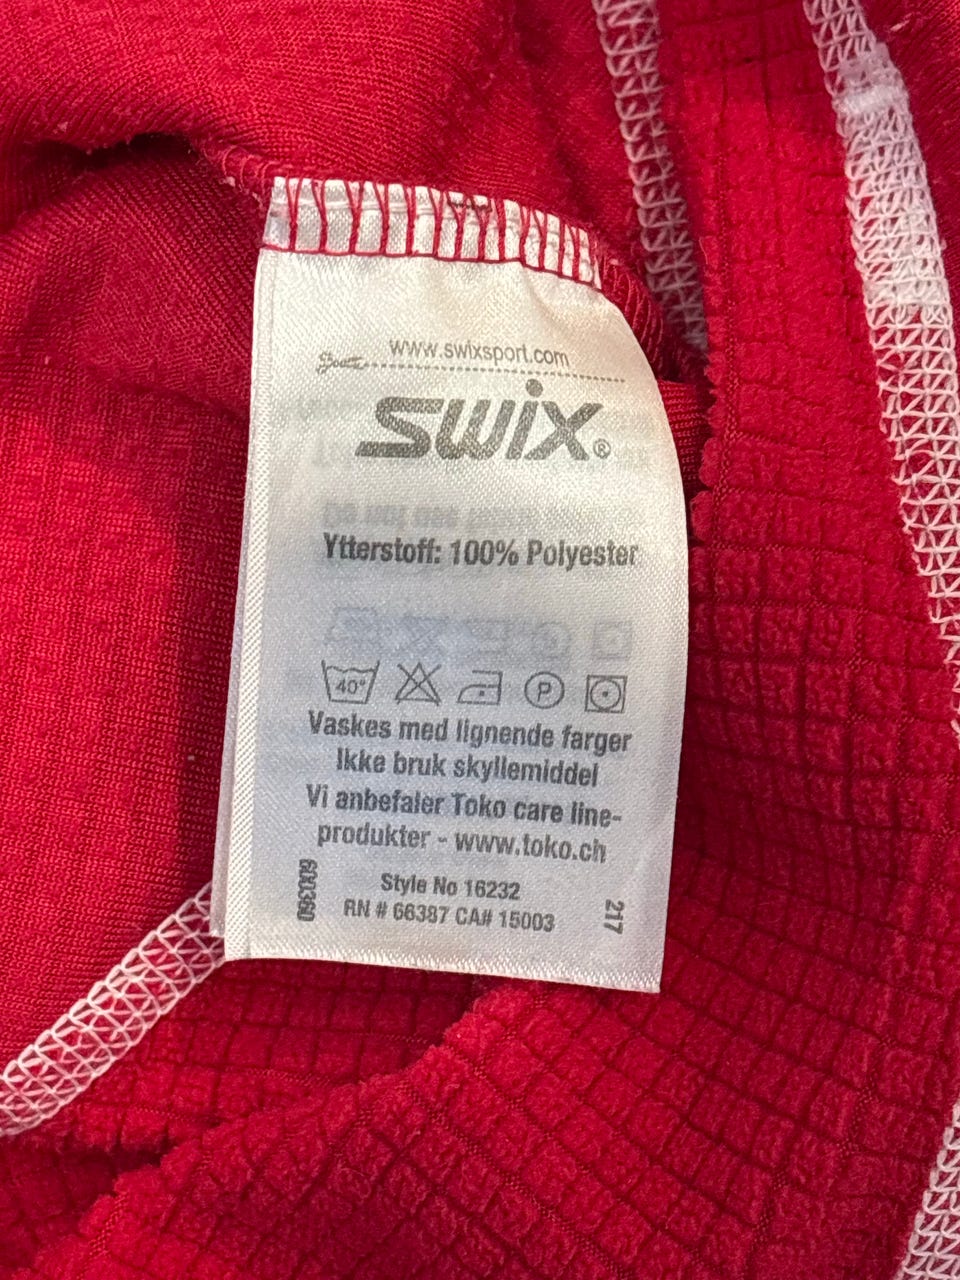 www.swixsport.com
SWIX®
Ytterstoff: 100% Polyester
40° P
Vaskes med lignende farger
Ikke bruk skyllemiddel
Vi anbefaler Toko care line-
produkter - www.toko.ch
Style No 16232
RN # 66387 CA# 15003
600360
217